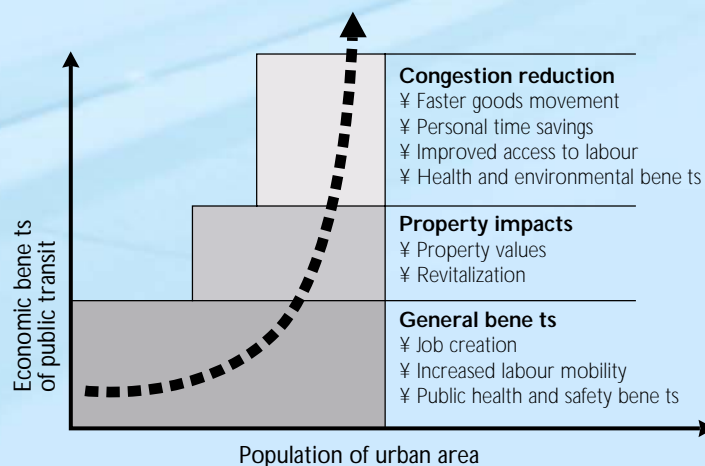 Congestion reduction
¥ Faster goods movement
¥ Personal time savings
¥ Improved access to labour
¥ Health and environmental bene ts
Property impacts
¥ Property values
¥ Revitalization
General bene ts
¥ Job creation
¥ Increased labour mobility
¥ Public health and safety bene ts
Economic bene ts
of public transit
Population of urban area